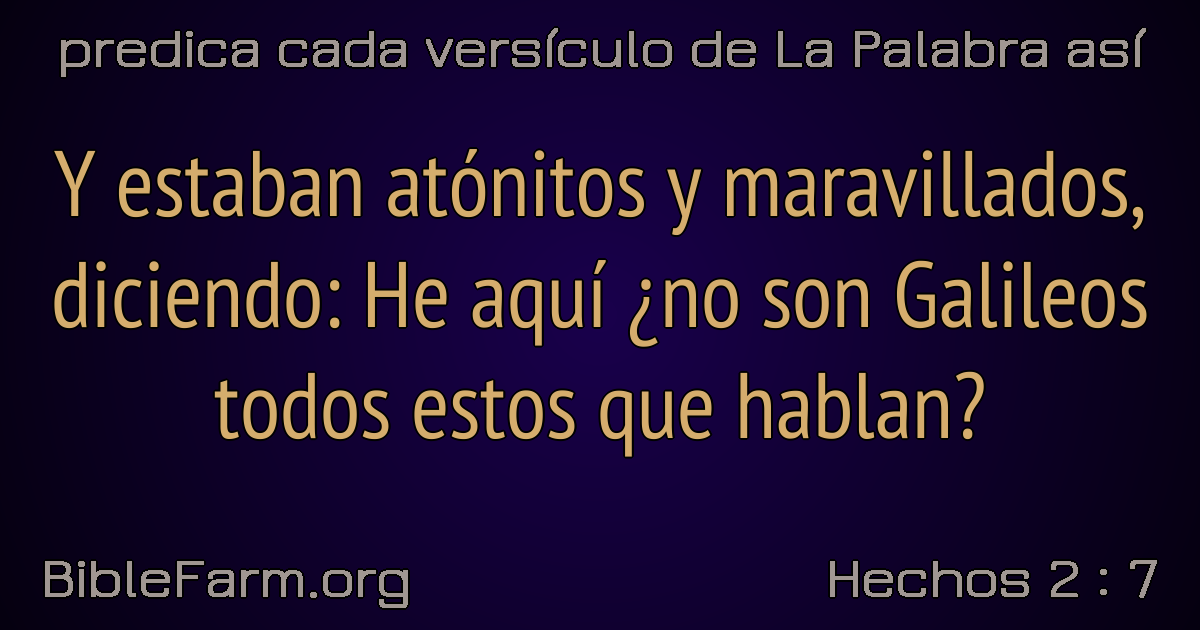 predica cada versículo de La Palabra así
Y estaban atónitos y maravillados,
diciendo: He aquí ¿no son Galileos
todos estos que hablan?
BibleFarm.org
Hechos 2 : 7